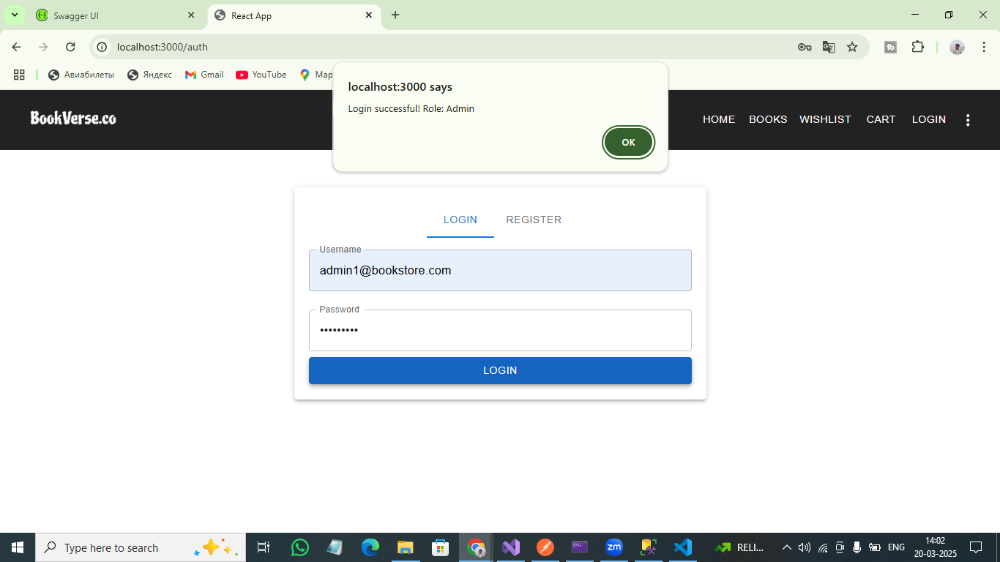 Swagger UI
React App
localhost:3000/auth
Авиабилеты
Яндекс
Gmail
YouTube
Map
localhost:3000 says
Login successful! Role: Admin
OK
BookVerse.co
HOME
BOOKS
WISHLIST
CART
LOGIN
LOGIN
REGISTER
Username
admin1@bookstore.com
Password
•••••••••
LOGIN
Type here to search
zm
RELI...
ENG
14:02
20-03-2025